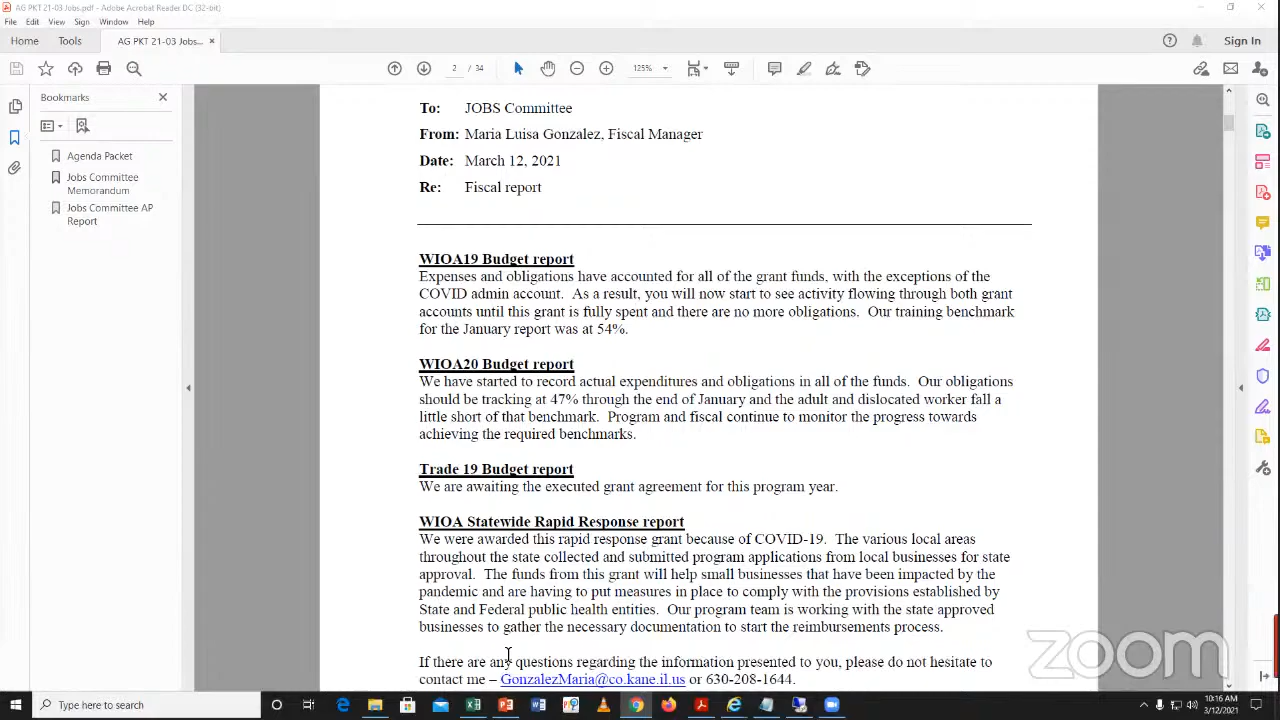 AG PKT 21-03 Jobs.pdf - Adobe Acrobat Reader DC (32-bit)
File Edit View Sign Window Help
Home Tools AG PKT 21-03 Jobs... × Sign In
2 / 34 125%
Bookmarks
Agenda Packet
Jobs Committee
Memorandum
Jobs Committee AP
Report
To: JOBS Committee
From: Maria Luisa Gonzalez, Fiscal Manager
Date: March 12, 2021
Re: Fiscal report
WIOA19 Budget report
Expenses and obligations have accounted for all of the grant funds, with the exceptions of the
COVID admin account. As a result, you will now start to see activity flowing through both grant
accounts until this grant is fully spent and there are no more obligations. Our training benchmark
for the January report was at 54%.
WIOA20 Budget report
We have started to record actual expenditures and obligations in all of the funds. Our obligations
should be tracking at 47% through the end of January and the adult and dislocated worker fall a
little short of that benchmark. Program and fiscal continue to monitor the progress towards
achieving the required benchmarks.
Trade 19 Budget report
We are awaiting the executed grant agreement for this program year.
WIOA Statewide Rapid Response report
We were awarded this rapid response grant because of COVID-19. The various local areas
throughout the state collected and submitted program applications from local businesses for state
approval. The funds from this grant will help small businesses that have been impacted by the
pandemic and are having to put measures in place to comply with the provisions established by
State and Federal public health entities. Our program team is working with the state approved
businesses to gather the necessary documentation to start the reimbursements process.
If there are any questions regarding the information presented to you, please do not hesitate to
contact me – GonzalezMaria@co.kane.il.us or 630-208-1644.
zoom
Type here to search
10:16 AM
3/12/2021